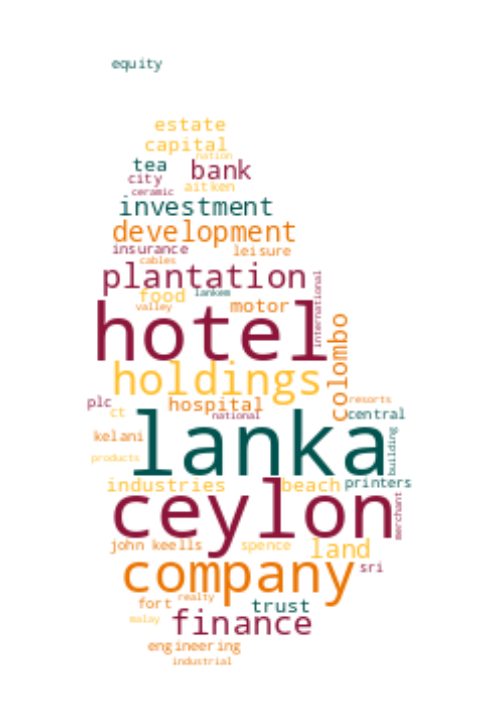 equity
estate
capital
nation
tea
bank
city
aitken
ceramic
investment
development
insurance
leisure
cables
plantation
international
food
lankem
valley
motor
hotel
colombo
holdings
plc
hospital
resorts
ct
national
central
lanka
kelani
building
products
industries
beach
printers
ceylon
merchant
john keells
spence
land
company
sri
fort
realty
trust
malay
finance
engineering
industrial